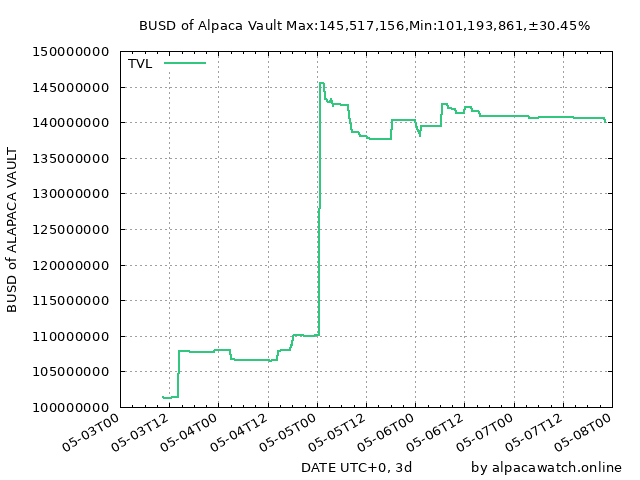 BUSD of Alpaca Vault Max:145,517,156,Min:101,193,861,±30.45%
TVL
BUSD of ALAPACA VAULT
150000000
145000000
140000000
135000000
130000000
125000000
120000000
115000000
110000000
105000000
100000000
05-03T00
05-03T12
05-04T00
05-04T12
05-05T00
05-05T12
05-06T00
05-06T12
05-07T00
05-07T12
05-08T00
DATE UTC+0, 3d
by alpacawatch.online